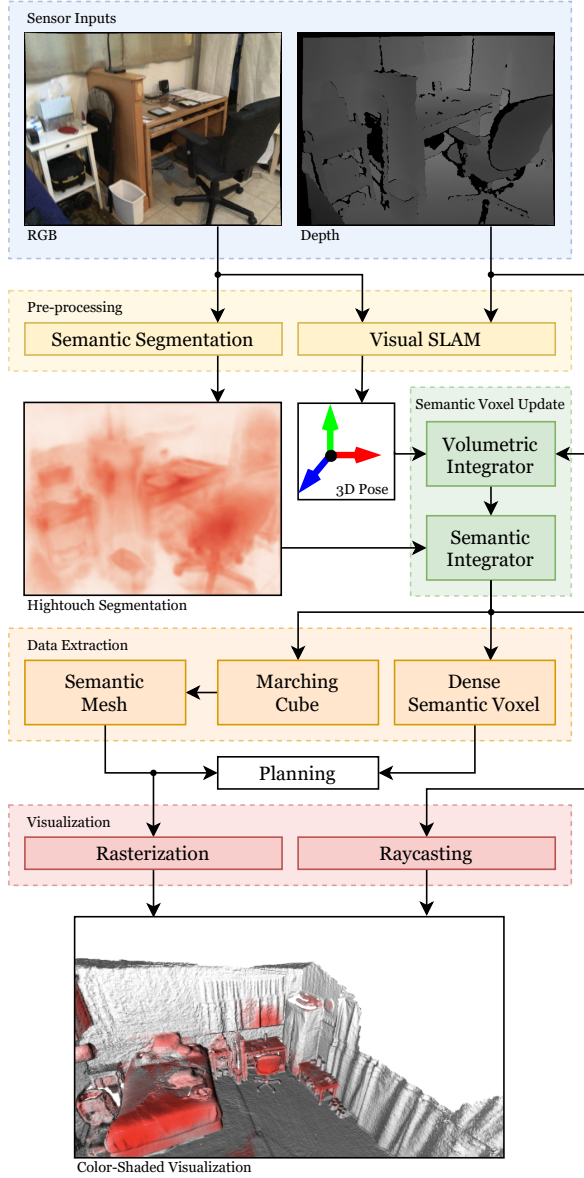 Sensor Inputs
RGB
Depth
Pre-processing
Semantic Segmentation
Visual SLAM
Semantic Voxel Update
Volumetric
Integrator
3D Pose
Semantic
Integrator
Hightouch Segmentation
Data Extraction
Semantic
Mesh
Marching
Cube
Dense
Semantic Voxel
Planning
Visualization
Rasterization
Raycasting
Color-Shaded Visualization